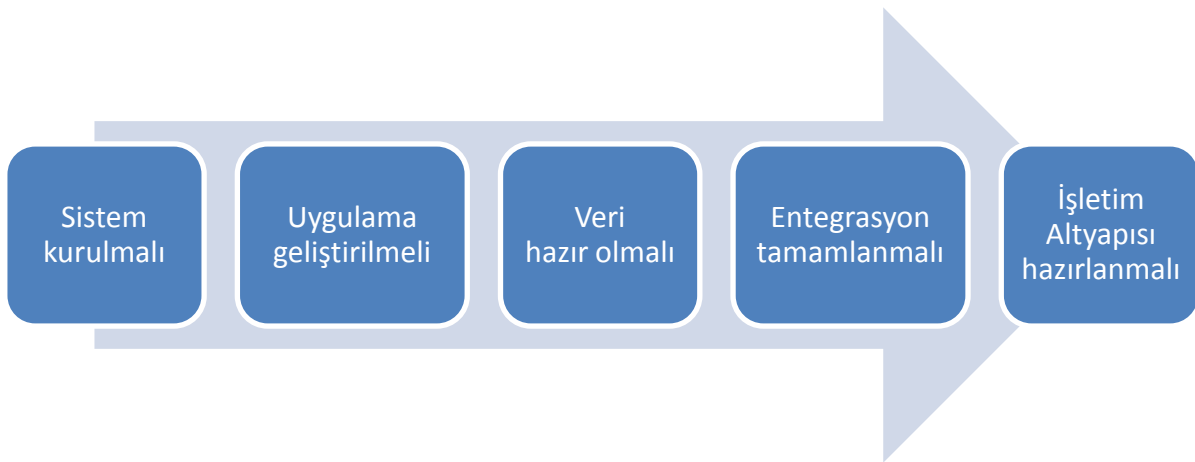 Sistem
kurulmalı
Uygulama
geliştirilmeli
Veri
hazır olmalı
Entegrasyon
tamamlanmalı
İşletim
Altyapısı
hazırlanmalı